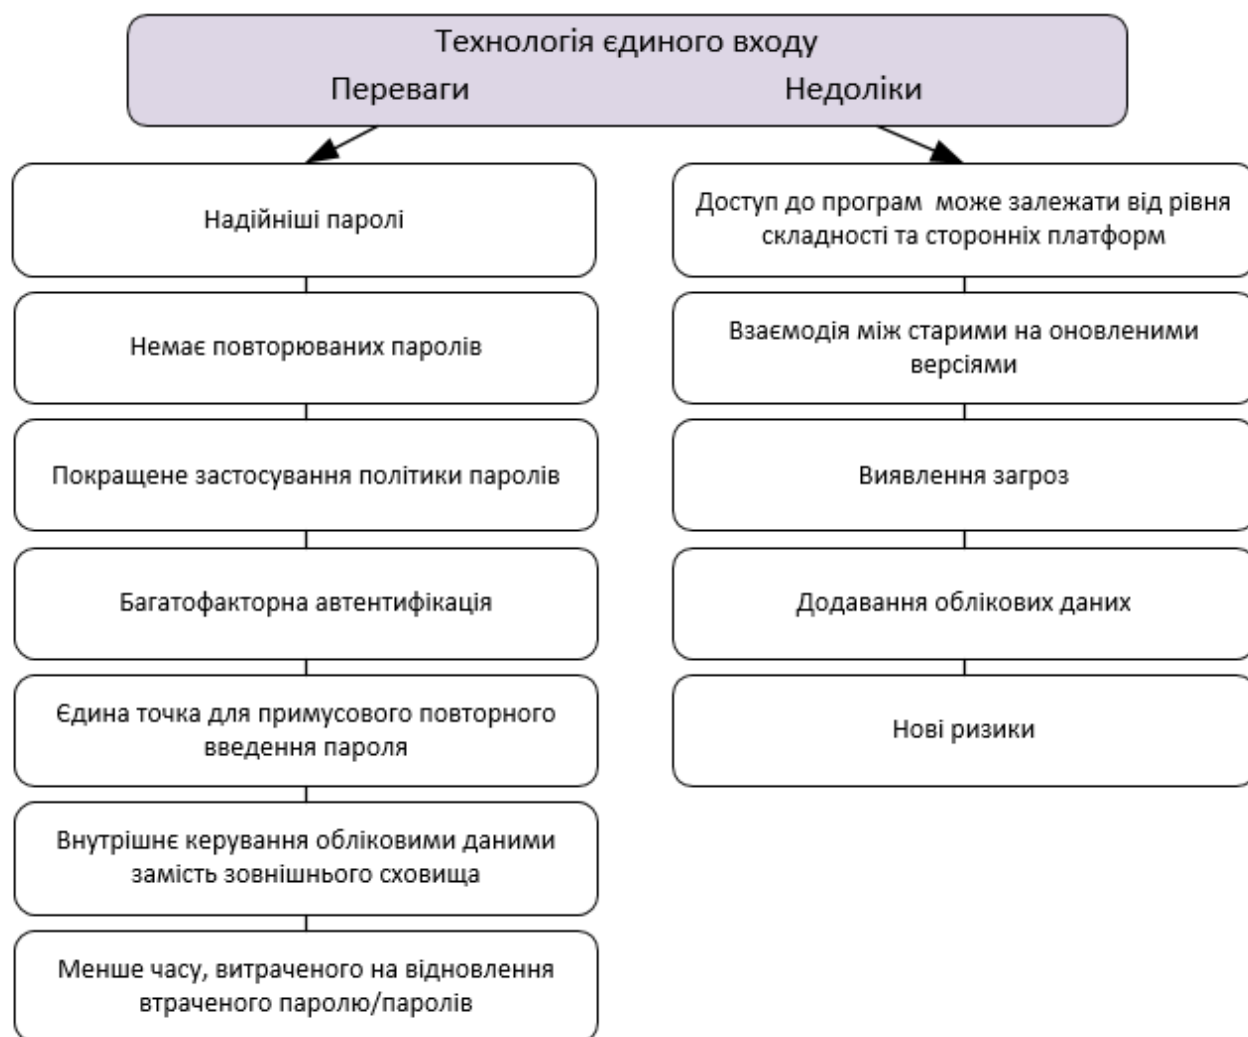 Технологія єдиного входу
Переваги
Недоліки
Надійніші паролі
Немає повторюваних паролів
Покращене застосування політики паролів
Багатофакторна автентифікація
Єдина точка для примусового повторного
введення пароля
Внутрішнє керування обліковими даними
замість зовнішнього сховища
Менше часу, витраченого на відновлення
втраченого паролю/паролів
Доступ до програм  може залежати від рівня
складності та сторонніх платформ
Взаємодія між старими на оновленими
версіями
Виявлення загроз
Додавання облікових даних
Нові ризики